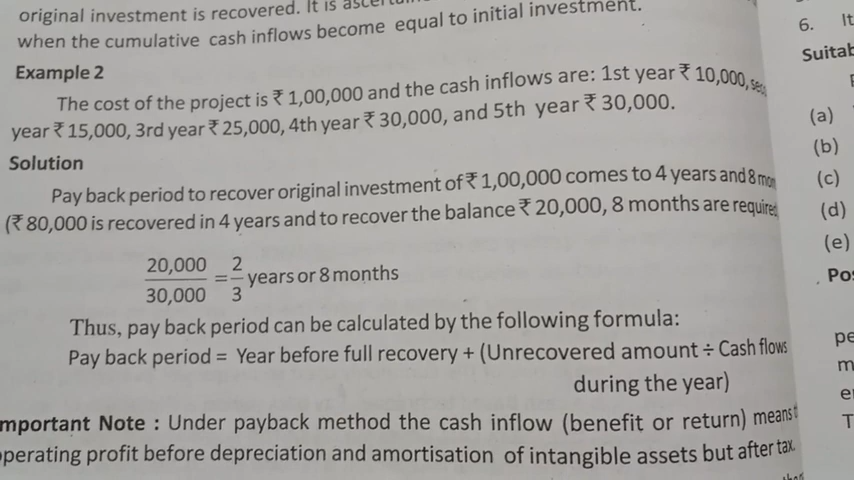 original investment is recovered. It is
when the cumulative cash inflows become equal to initial investment.
Example 2
The cost of the project is ₹ 1,00,000 and the cash inflows are: 1st year ₹ 10,000,
year ₹ 15,000, 3rd year ₹ 25,000, 4th year ₹ 30,000, and 5th year ₹ 30,000.
Solution
Pay back period to recover original investment of ₹ 1,00,000 comes to 4 years and 8
(₹ 80,000 is recovered in 4 years and to recover the balance ₹ 20,000, 8 months are required
20,000/30,000 = 2/3 years or 8 months
Thus, pay back period can be calculated by the following formula:
Pay back period = Year before full recovery + (Unrecovered amount ÷ Cash flows
during the year)
mportant Note : Under payback method the cash inflow (benefit or return) means
perating profit before depreciation and amortisation of intangible assets but after tax.
6. It
Suitab
(a)
(b)
(c)
(d)
(e)
Pos
pe
m
T